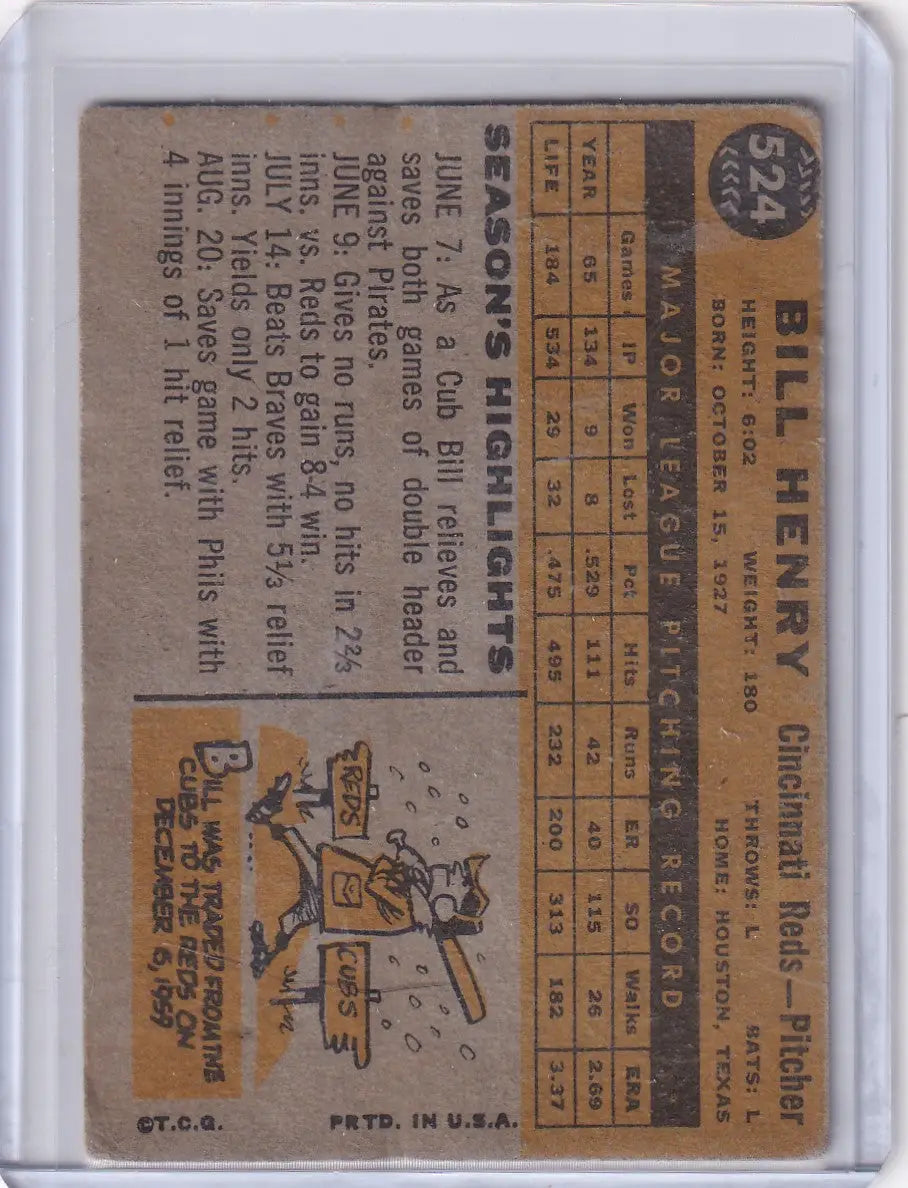 524
BILL HENRY Cincinnati Reds—Pitcher
HEIGHT: 6:02 WEIGHT: 180 THROWS: L BATS: L
BORN: OCTOBER 15, 1927 HOME: HOUSTON, TEXAS
MAJOR LEAGUE PITCHING RECORD
Games IP Won Lost Pct Hits Runs ER SO Walks ERA
YEAR 65 134 9 8 .529 111 42 40 115 26 2.69
LIFE 184 534 29 32 .475 495 232 200 313 182 3.37
SEASON'S HIGHLIGHTS
JUNE 7: As a Cub Bill relieves and
saves both games of double header
against Pirates.
JUNE 9: Gives no runs, no hits in 2⅔
inns. vs. Reds to gain 8-4 win.
JULY 14: Beats Braves with 5⅓ relief
inns. Yields only 2 hits.
AUG. 20: Saves game with Phils with
4 innings of 1 hit relief.
REDS
CUBS
BILL WAS TRADED FROM THE
CUBS TO THE REDS ON
DECEMBER 6, 1959
©T.C.G. PRTD. IN U.S.A.